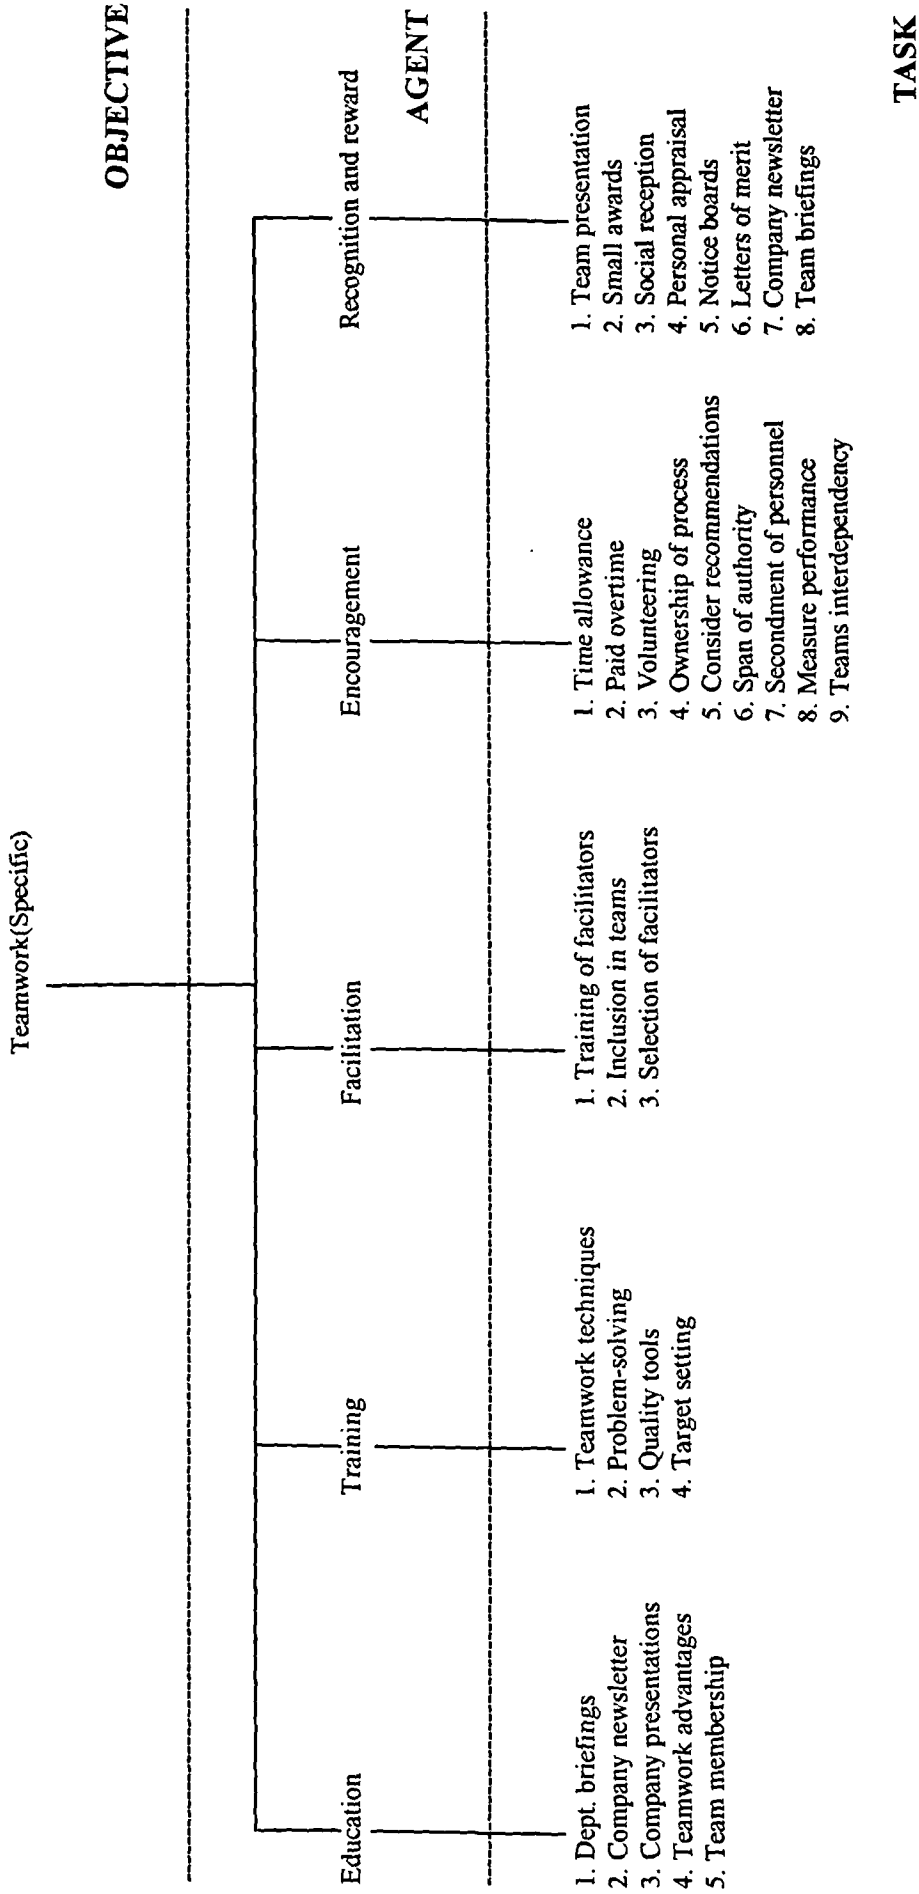 Teamwork(Specific)
OBJECTIVE
Education
Training
Facilitation
Encouragement
Recognition and reward
AGENT
1. Dept. briefings
2. Company newsletter
3. Company presentations
4. Teamwork advantages
5. Team membership
1. Teamwork techniques
2. Problem-solving
3. Quality tools
4. Target setting
1. Training of facilitators
2. Inclusion in teams
3. Selection of facilitators
1. Time allowance
2. Paid overtime
3. Volunteering
4. Ownership of process
5. Consider recommendations
6. Span of authority
7. Secondment of personnel
8. Measure performance
9. Teams interdependency
1. Team presentation
2. Small awards
3. Social reception
4. Personal appraisal
5. Notice boards
6. Letters of merit
7. Company newsletter
8. Team briefings
TASK